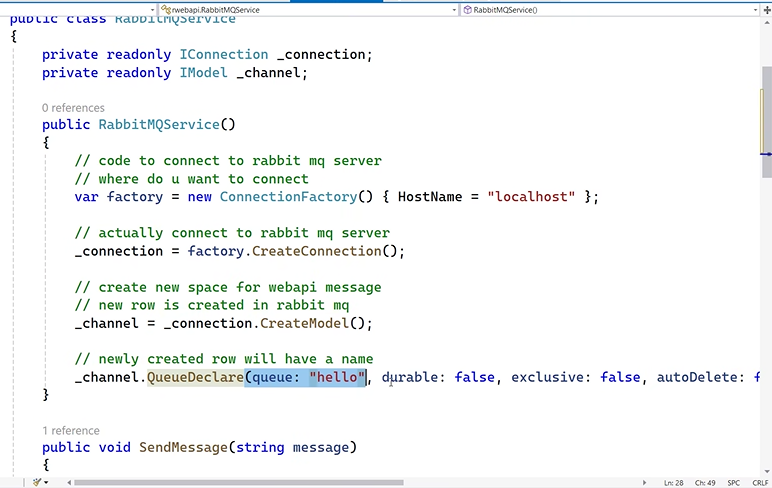 rwebapi.RabbitMQService RabbitMQService()
public class RabbitMQService
{
private readonly IConnection _connection;
private readonly IModel _channel;
0 references
public RabbitMQService()
{
// code to connect to rabbit mq server
// where do u want to connect
var factory = new ConnectionFactory() { HostName = "localhost" };
// actually connect to rabbit mq server
_connection = factory.CreateConnection();
// create new space for webapi message
// new row is created in rabbit mq
_channel = _connection.CreateModel();
// newly created row will have a name
_channel.QueueDeclare(queue: "hello", durable: false, exclusive: false, autoDelete: f
}
1 reference
public void SendMessage(string message)
{
Ln: 28 Ch: 49 SPC CRLF